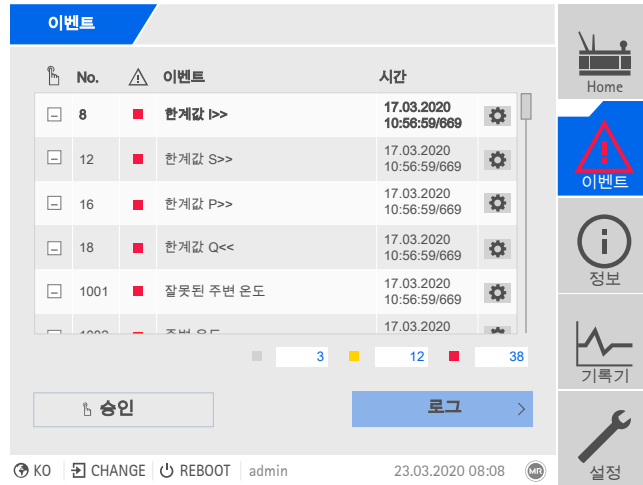 이벤트
No. 이벤트 시간
8 한계값 I>> 17.03.2020
10:56:59/669
12 한계값 S>> 17.03.2020
10:56:59/669
16 한계값 P>> 17.03.2020
10:56:59/669
18 한계값 Q<< 17.03.2020
10:56:59/669
1001 잘못된 주변 온도 17.03.2020
10:56:59/669
17.03.2020
3 12 38
승인 로그
KO CHANGE REBOOT admin 23.03.2020 08:08 MR
Home
이벤트
정보
기록기
설정